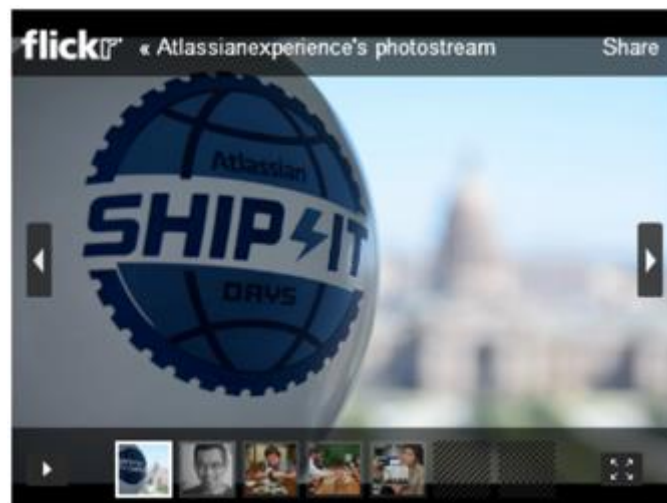 flickr « Atlassianexperience's photostream Share
Atlassian
SHIP IT
DAYS